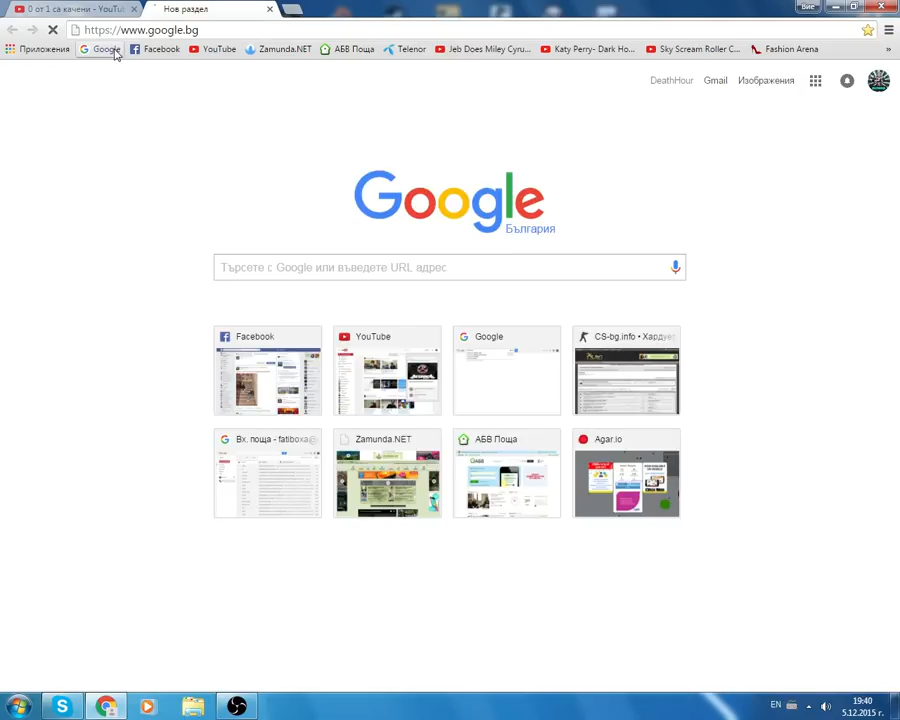 0 от 1 са качени - YouTu
Нов раздел
Вие
https://www.google.bg
Приложения
Google
Facebook
YouTube
Zamunda.NET
АБВ Поща
Telenor
Jeb Does Miley Cyru...
Katy Perry- Dark Ho...
Sky Scream Roller C...
Fashion Arena
»
DeathHour
Gmail
Изображения
Google
България
Търсете с Google или въведете URL адрес
Facebook
YouTube
Google
CS-bg.info • Хардуе
Вх. поща - fatiboxa@
Zamunda.NET
АБВ Поща
Agar.io
EN
19:40
5.12.2015 г.